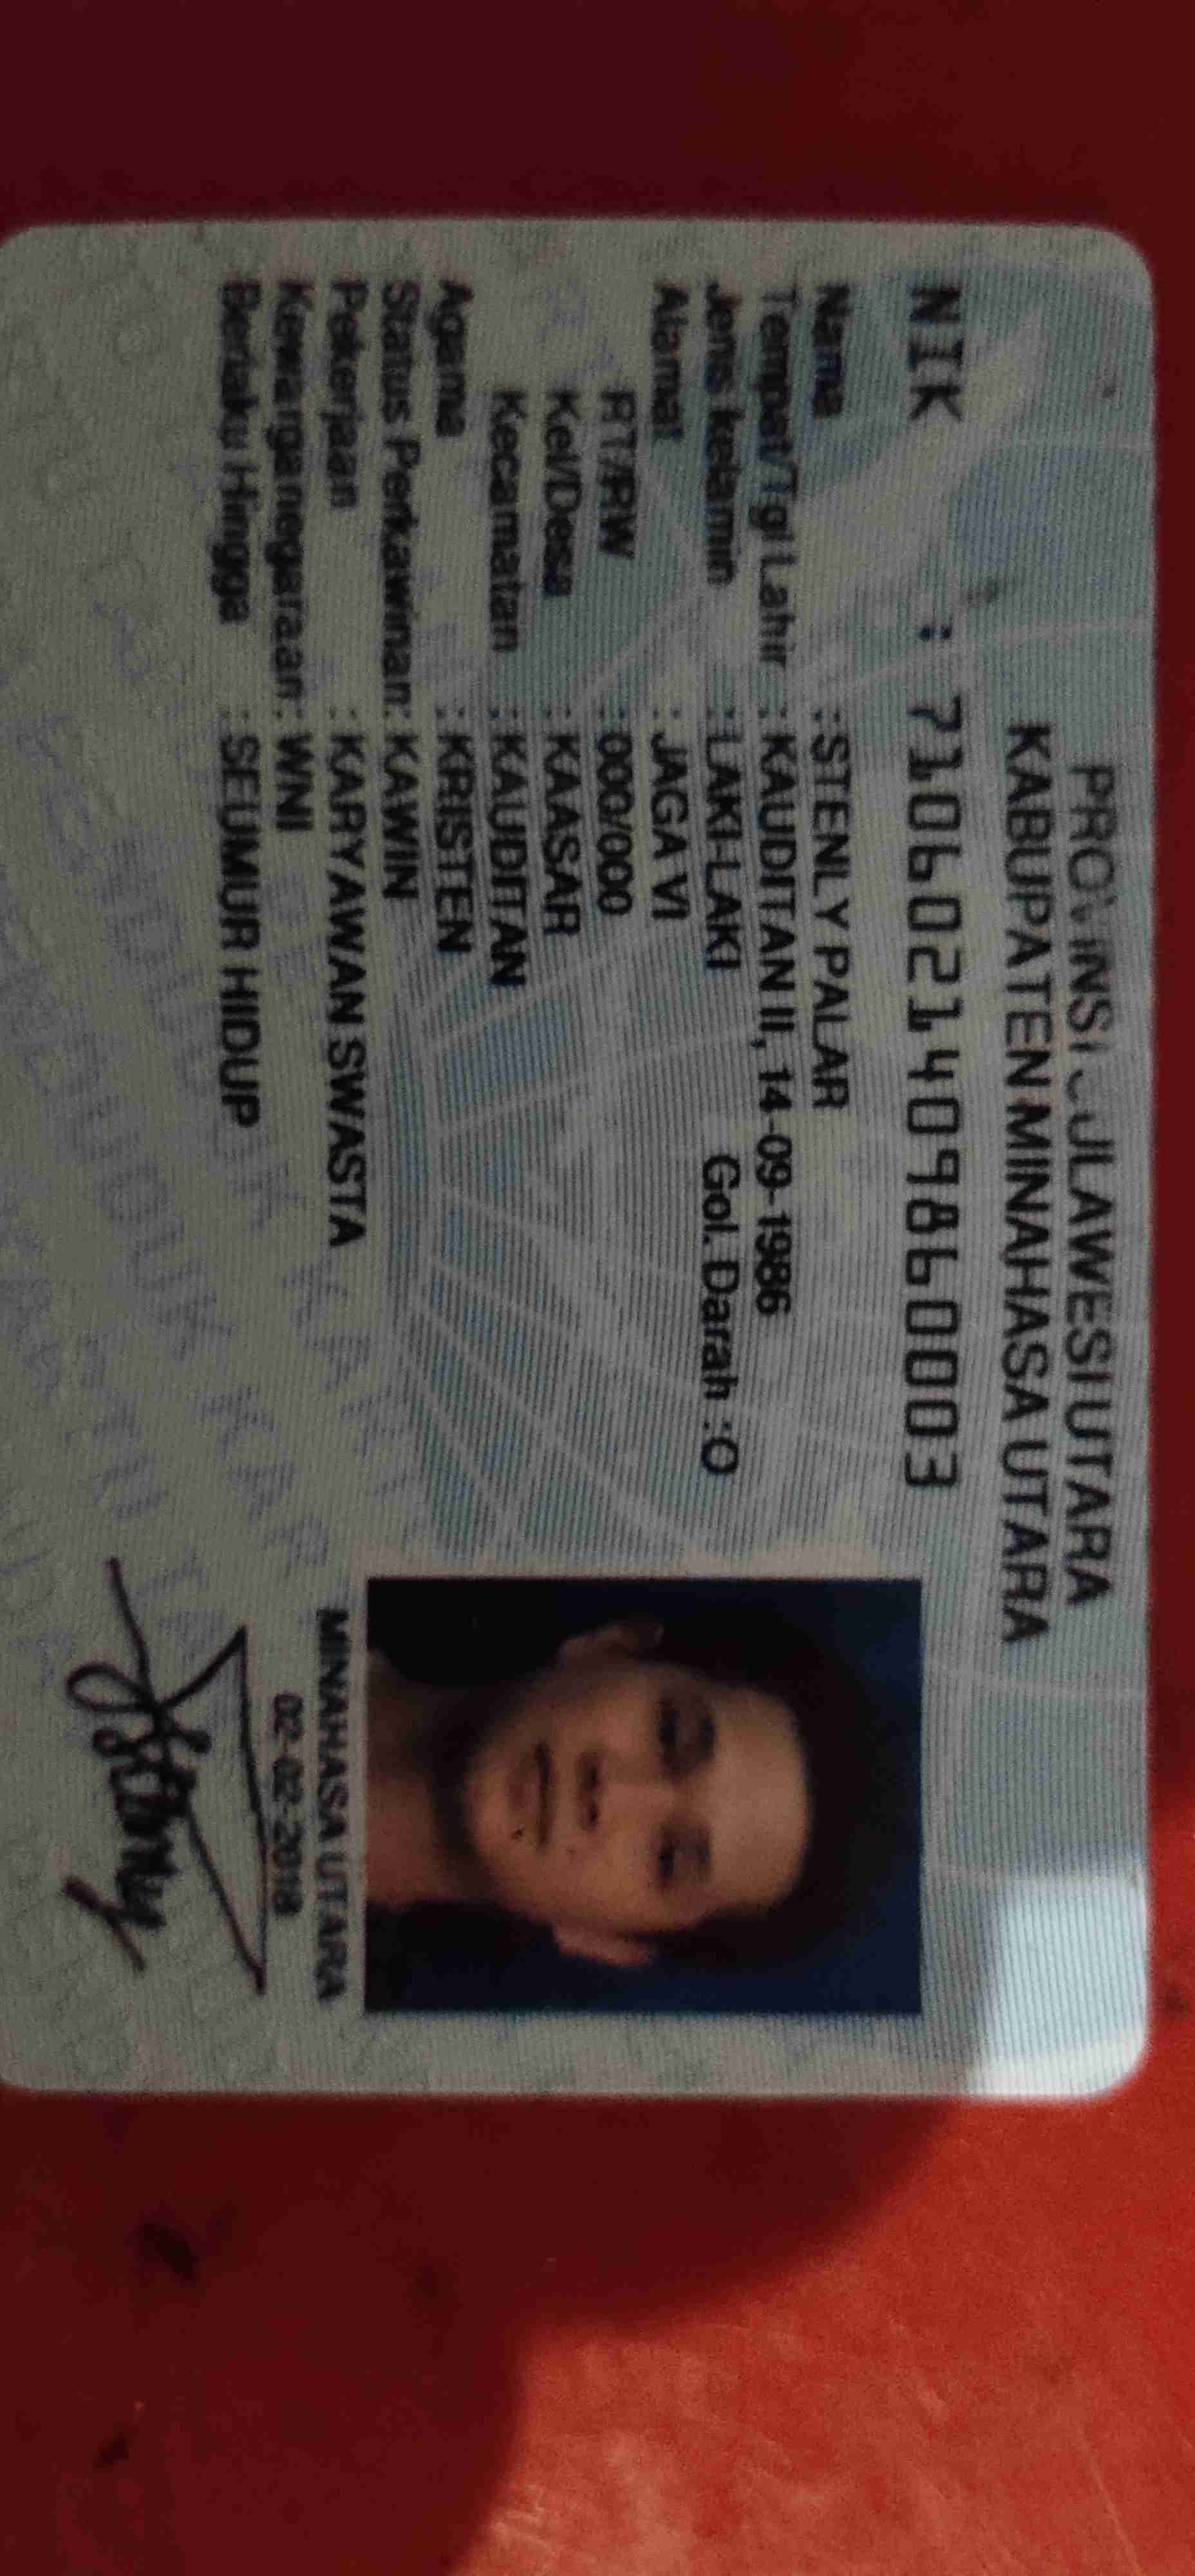 PROVINSI SULAWESI UTARA
KABUPATEN MINAHASA UTARA
NIK : 7106021409860003
Nama : STENLY PALAR
Tempat/Tgl Lahir : KAUDITAN II, 14-09-1986
Jenis kelamin : LAKI-LAKI Gol. Darah : O
Alamat : JAGA VI
RT/RW : 000/000
Kel/Desa : KAASAR
Kecamatan : KAUDITAN
Agama : KRISTEN
Status Perkawinan: KAWIN
Pekerjaan : KARYAWAN SWASTA
Kewarganegaraan: WNI
Berlaku Hingga : SEUMUR HIDUP
MINAHASA UTARA
02-02-2018